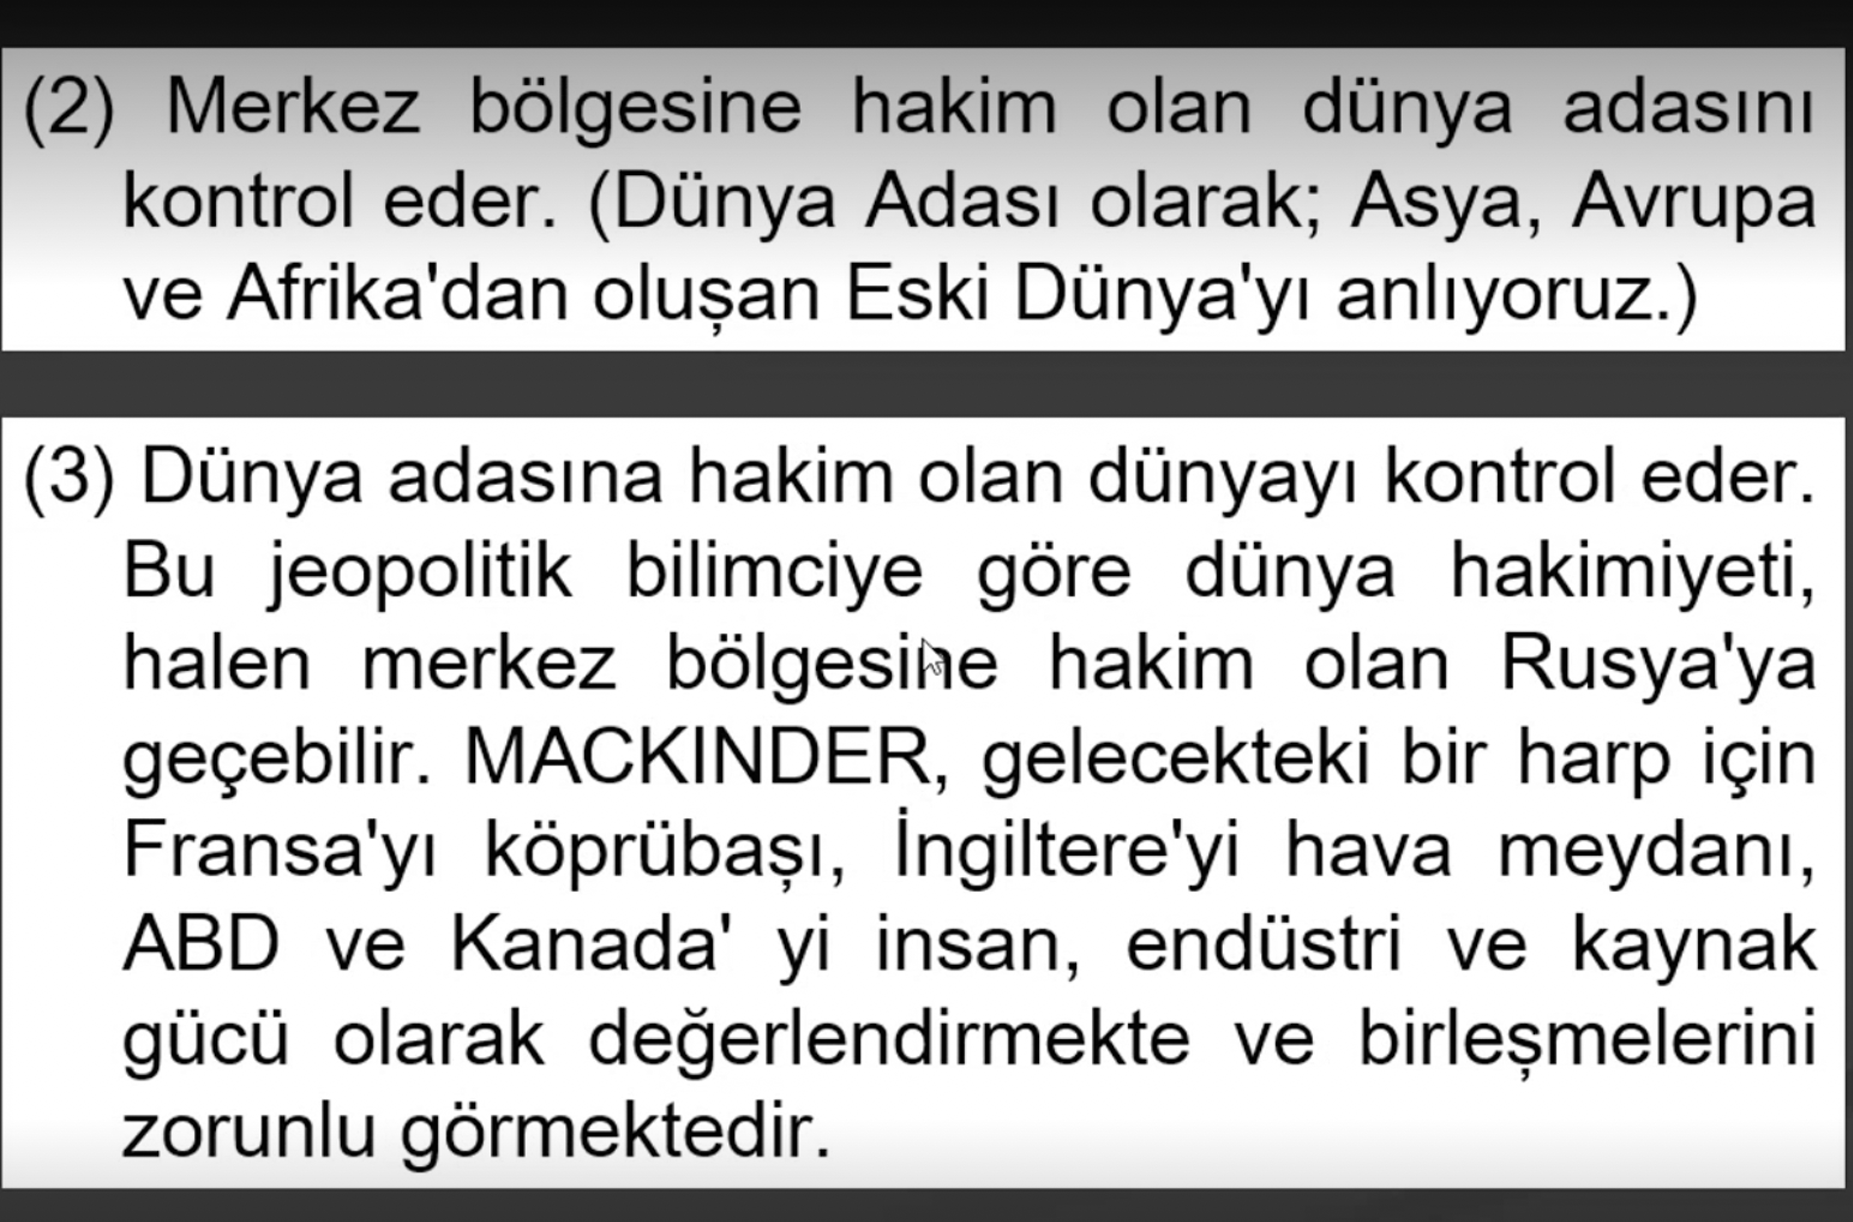 (2) Merkez bölgesine hakim olan dünya adasını
kontrol eder. (Dünya Adası olarak; Asya, Avrupa
ve Afrika'dan oluşan Eski Dünya'yı anlıyoruz.)
(3) Dünya adasına hakim olan dünyayı kontrol eder.
Bu jeopolitik bilimciye göre dünya hakimiyeti,
halen merkez bölgesine hakim olan Rusya'ya
geçebilir. MACKINDER, gelecekteki bir harp için
Fransa'yı köprübaşı, İngiltere'yi hava meydanı,
ABD ve Kanada' yi insan, endüstri ve kaynak
gücü olarak değerlendirmekte ve birleşmelerini
zorunlu görmektedir.